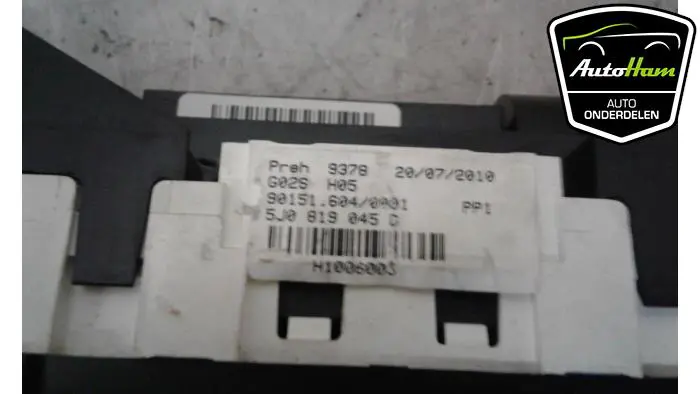 AutoHam
AUTO
ONDERDELEN
Preh 9378 20/07/2010
G02S H05
90151.604/0901 PP1
5J0 819 045 C
H1006003